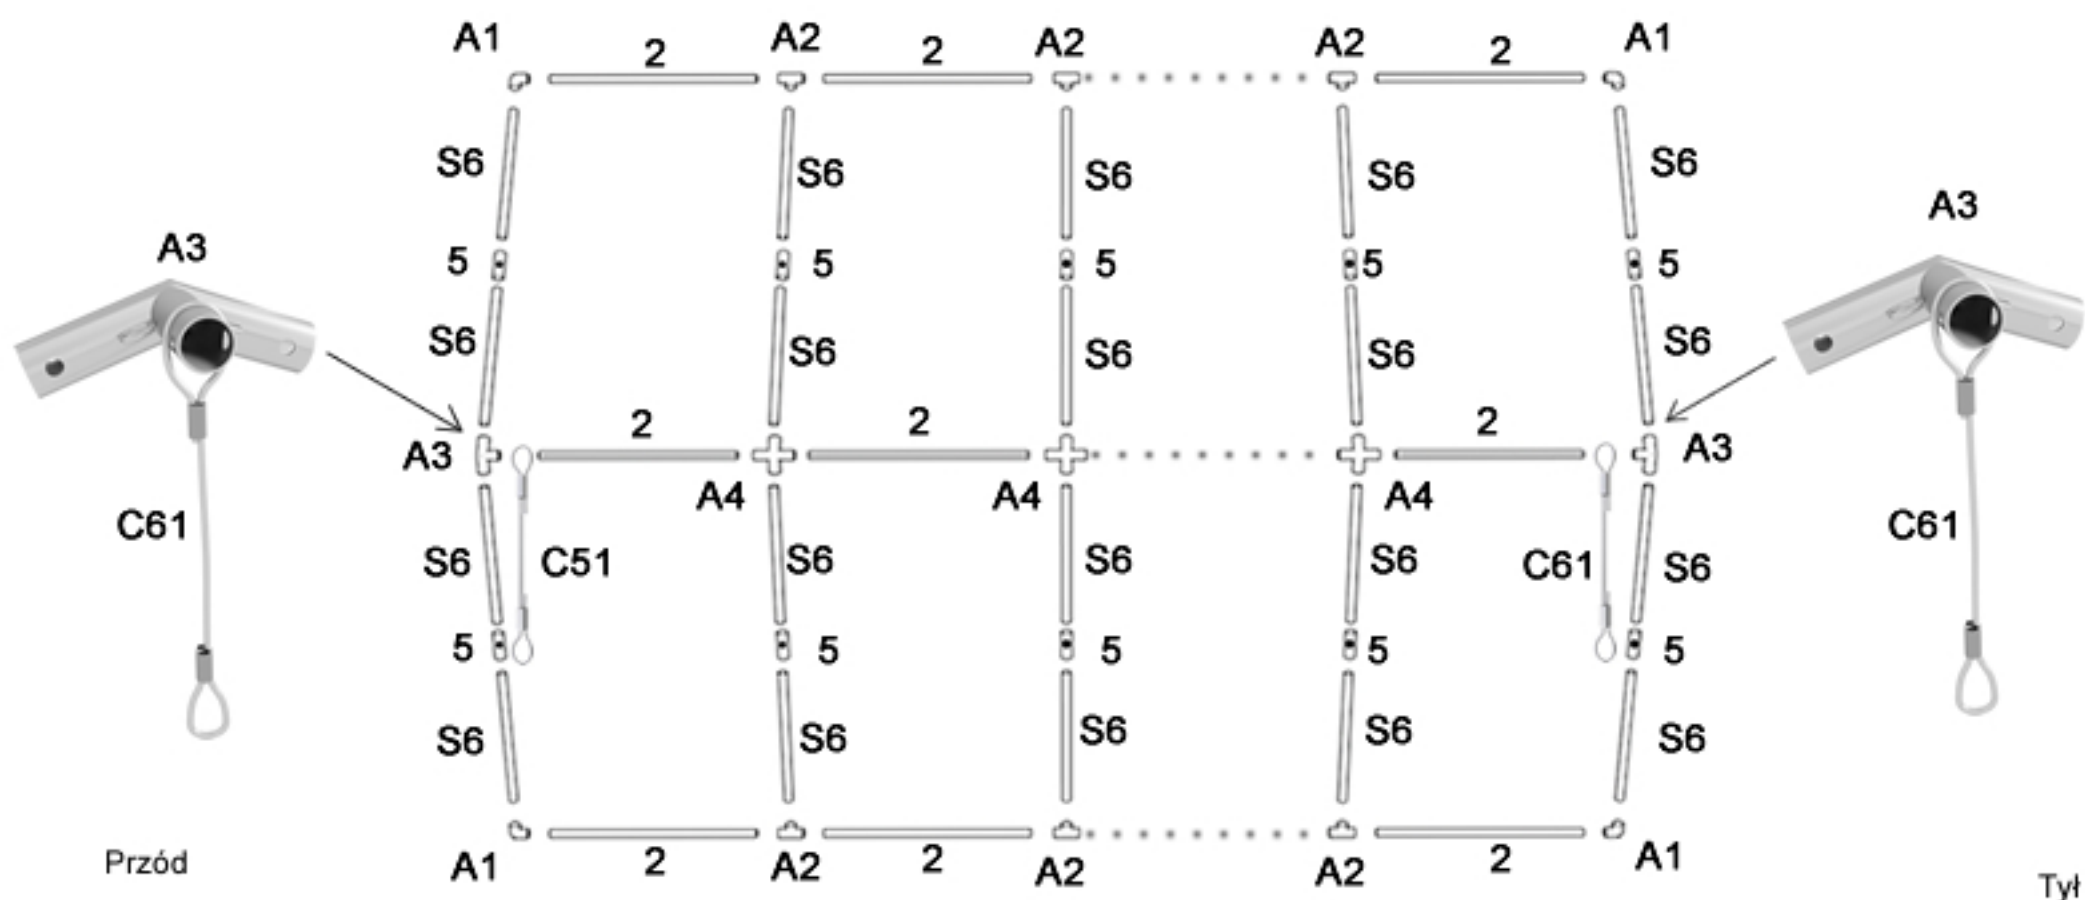 A1 2 A2 2 A2 A2 2 A1
S6 S6 S6 S6 S6
A3 A3
5 5 5 5 5
S6 S6 S6 S6 S6
2 2 2
A3 A3
A4 A4 A4
C61 C61
S6 C51 S6 S6 S6 C61 S6
5 5 5 5 5
S6 S6 S6 S6 S6
A1 2 A2 2 A2 A2 2 A1
Przód
Tył